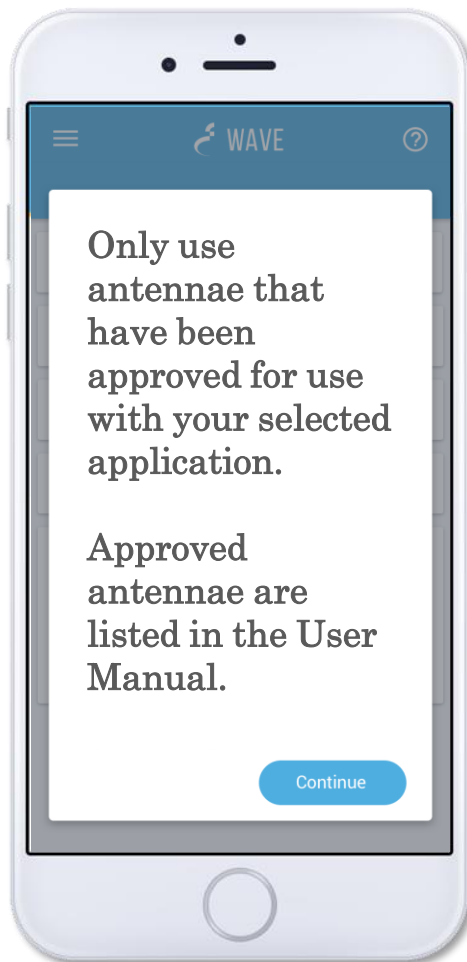 WAVE
Only use
antennae that
have been
approved for use
with your selected
application.
Approved
antennae are
listed in the User
Manual.
Continue